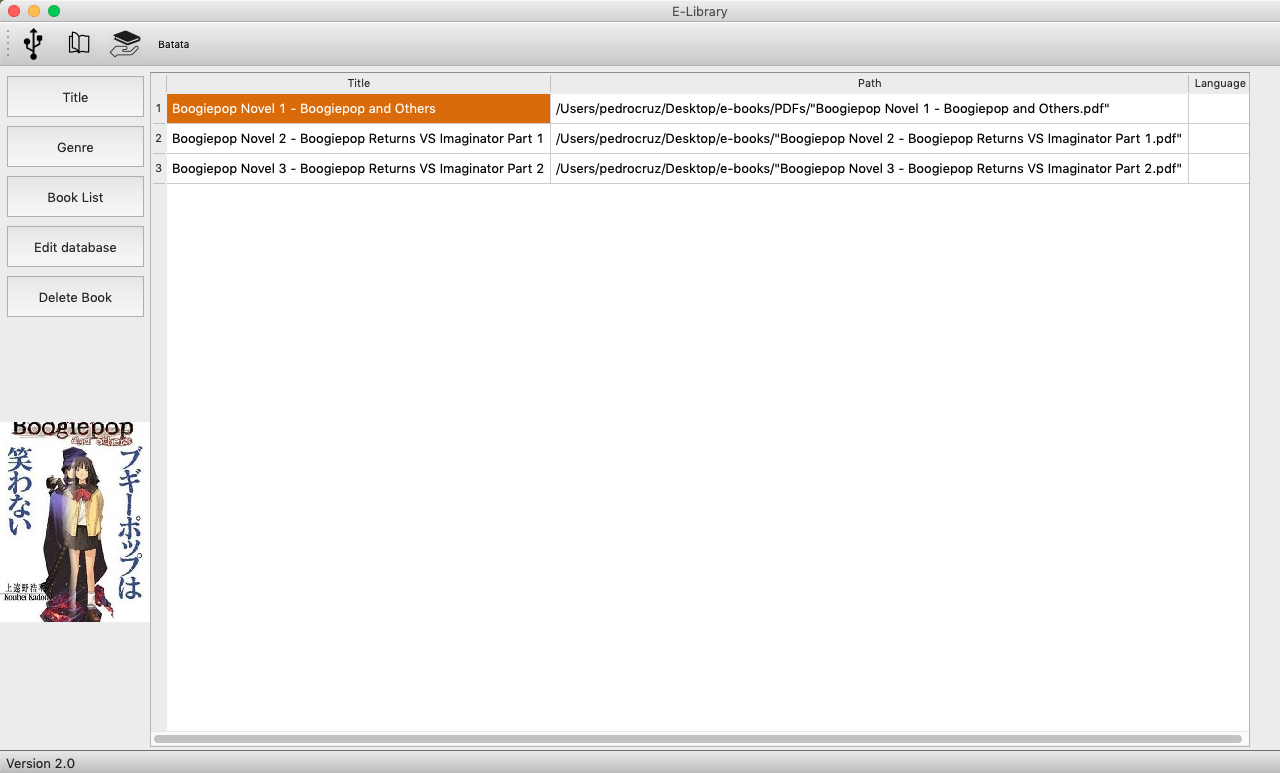 E-Library
Batata
Title
Genre
Book List
Edit database
Delete Book
Title Path Language
1 Boogiepop Novel 1 - Boogiepop and Others /Users/pedrocruz/Desktop/e-books/PDFs/"Boogiepop Novel 1 - Boogiepop and Others.pdf"
2 Boogiepop Novel 2 - Boogiepop Returns VS Imaginator Part 1 /Users/pedrocruz/Desktop/e-books/"Boogiepop Novel 2 - Boogiepop Returns VS Imaginator Part 1.pdf"
3 Boogiepop Novel 3 - Boogiepop Returns VS Imaginator Part 2 /Users/pedrocruz/Desktop/e-books/"Boogiepop Novel 3 - Boogiepop Returns VS Imaginator Part 2.pdf"
Boogiepop
and others
ブギーポップは
笑わない
上遠野浩平
Kouhei Kadono
Version 2.0